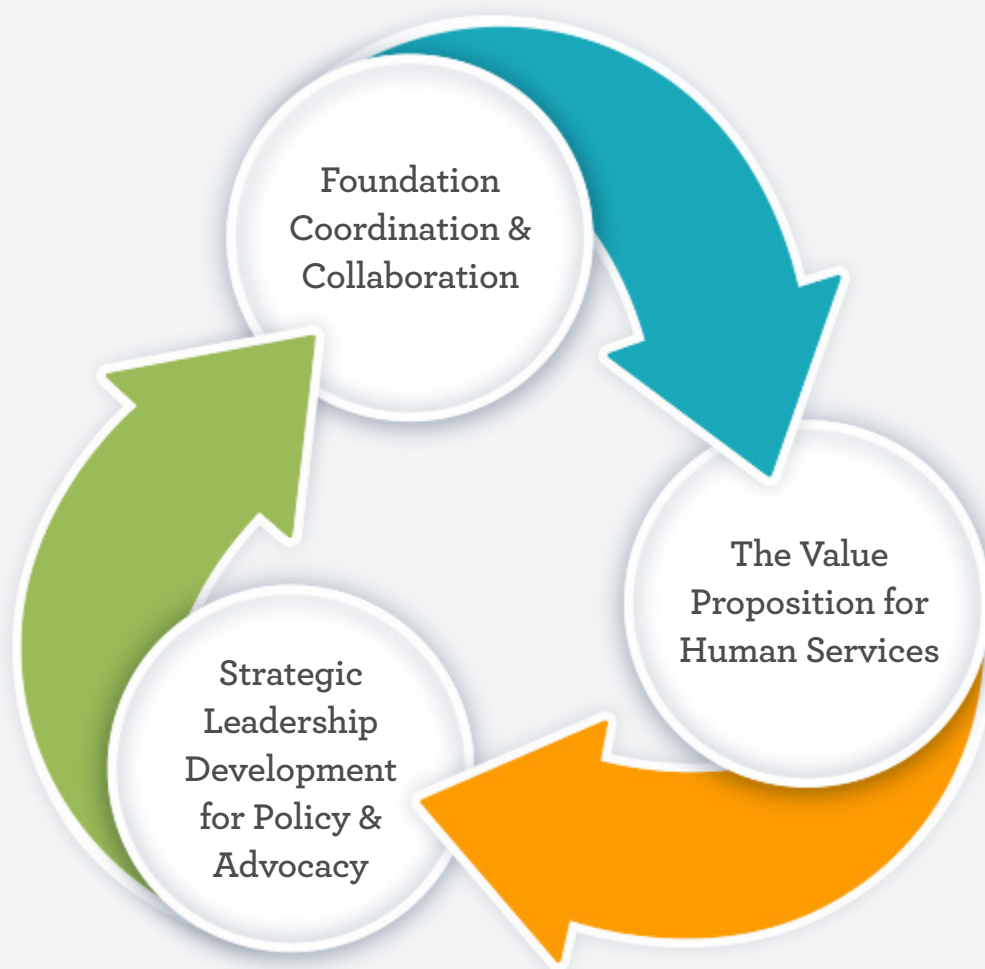 Foundation
Coordination &
Collaboration
The Value
Proposition for
Human Services
Strategic
Leadership
Development
for Policy &
Advocacy